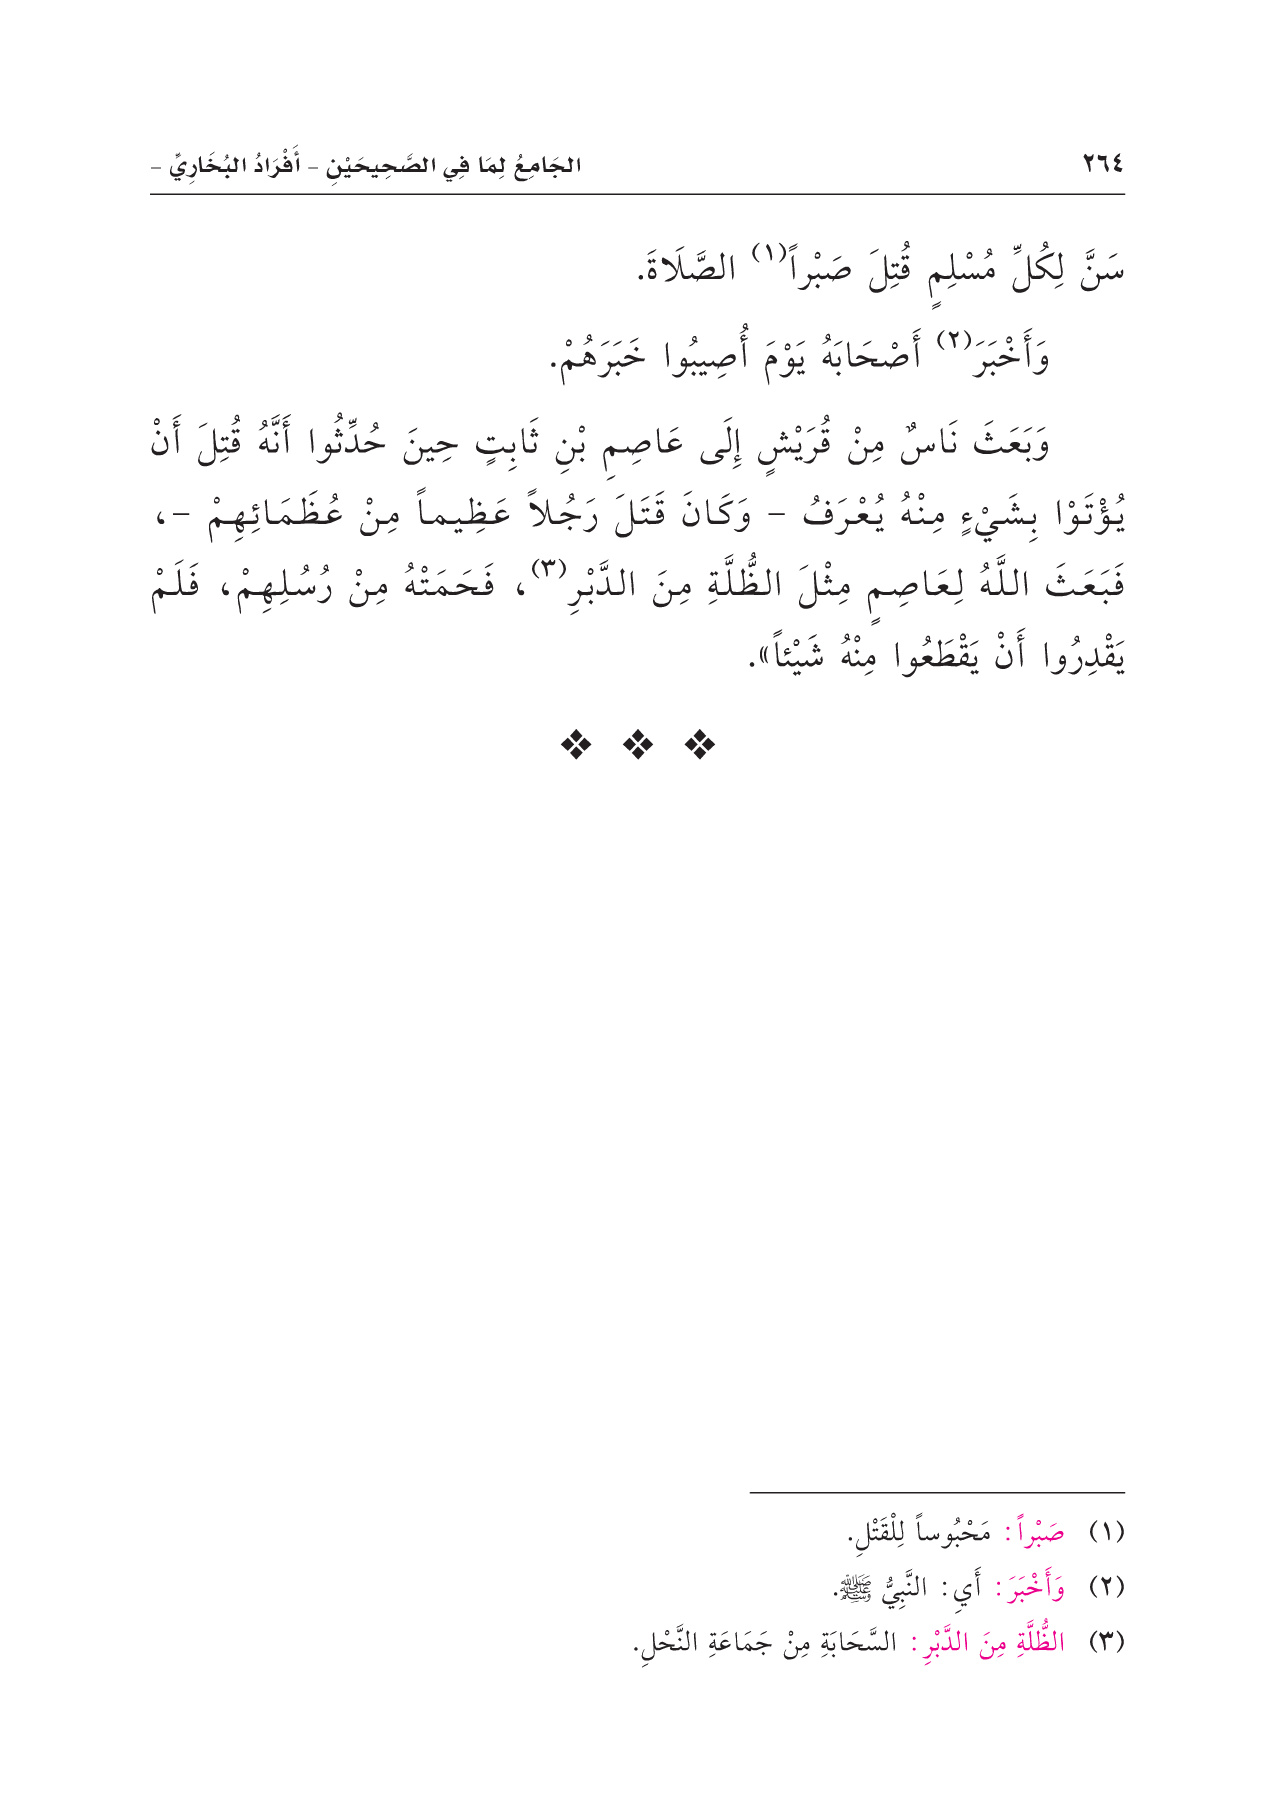 ٢٦٤
الجَامِعُ لِمَا فِي الصَّحِيحَيْنِ - أَفْرَادُ البُخَارِيِّ -
سَنَّ لِكُلِّ مُسْلِمٍ قُتِلَ صَبْراً(١) الصَّلَاةَ.
وَأَخْبَرَ(٢) أَصْحَابَهُ يَوْمَ أُصِيبُوا خَبَرَهُمْ.
وَبَعَثَ نَاسٌ مِنْ قُرَيْشٍ إِلَى عَاصِمِ بْنِ ثَابِتٍ حِينَ حُدِّثُوا أَنَّهُ قُتِلَ أَنْ
يُؤْتَوْا بِشَيْءٍ مِنْهُ يُعْرَفُ - وَكَانَ قَتَلَ رَجُلاً عَظِيماً مِنْ عُظَمَائِهِمْ -،
فَبَعَثَ اللَّهُ لِعَاصِمٍ مِثْلَ الظُّلَّةِ مِنَ الدَّبْرِ(٣)، فَحَمَتْهُ مِنْ رُسُلِهِمْ، فَلَمْ
يَقْدِرُوا أَنْ يَقْطَعُوا مِنْهُ شَيْئاً».
❖ ❖ ❖
(١) صَبْراً: مَحْبُوساً لِلْقَتْلِ.
(٢) وَأَخْبَرَ: أَيِ: النَّبِيُّ ﷺ.
(٣) الظُّلَّةِ مِنَ الدَّبْرِ: السَّحَابَةِ مِنْ جَمَاعَةِ النَّحْلِ.